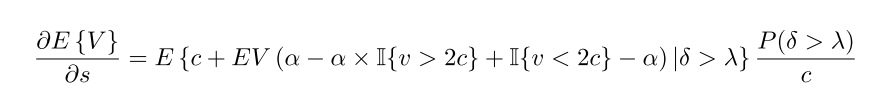 ∂E {V} / ∂s = E {c + EV (α − α × 𝕀{v > 2c} + 𝕀{v < 2c} − α) |δ > λ} P(δ > λ) / c